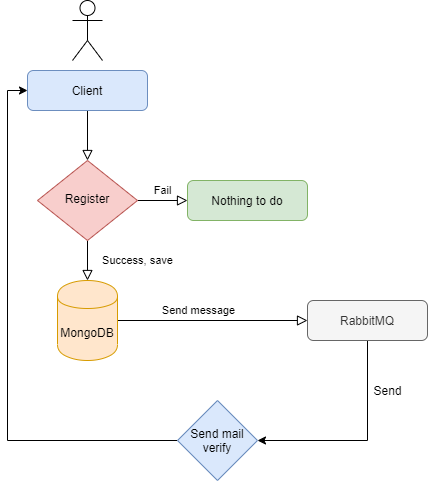 Client
Register
Fail
Nothing to do
Success, save
MongoDB
Send message
RabbitMQ
Send
Send mail
verify